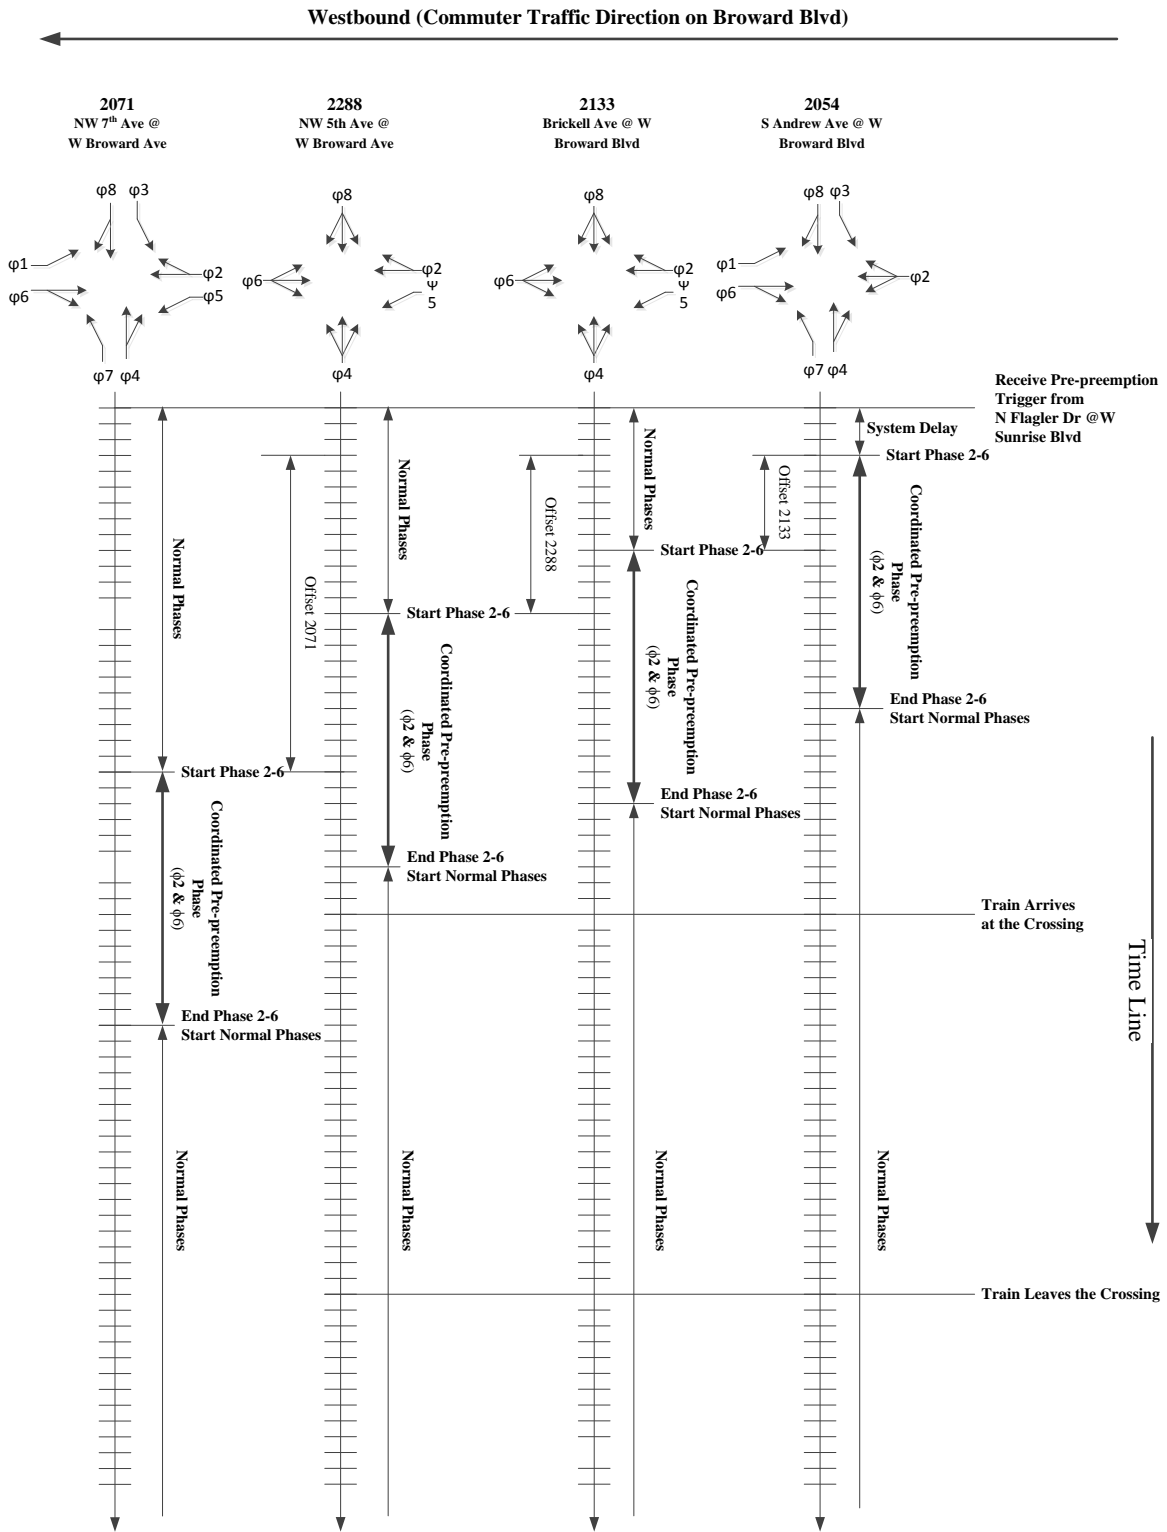 Westbound (Commuter Traffic Direction on Broward Blvd)
2071
NW 7th Ave @
W Broward Ave
2288
NW 5th Ave @
W Broward Ave
2133
Brickell Ave @ W
Broward Blvd
2054
S Andrew Ave @ W
Broward Blvd
φ8 φ3
φ1
φ2
φ6
φ5
φ7 φ4
φ8
φ2
φ6
Ψ
5
φ4
φ8
φ2
φ6
Ψ
5
φ4
φ8 φ3
φ1
φ2
φ6
φ7 φ4
Receive Pre-preemption
Trigger from
N Flagler Dr @W
Sunrise Blvd
System Delay
Start Phase 2-6
Normal Phases
Normal Phases
Normal Phases
Offset 2133
Offset 2288
Offset 2071
Coordinated Pre-preemption
Phase
(ϕ2 & ϕ6)
Start Phase 2-6
Coordinated Pre-preemption
Phase
(ϕ2 & ϕ6)
Start Phase 2-6
Coordinated Pre-preemption
Phase
(ϕ2 & ϕ6)
End Phase 2-6
Start Normal Phases
Start Phase 2-6
Coordinated Pre-preemption
Phase
(ϕ2 & ϕ6)
End Phase 2-6
Start Normal Phases
End Phase 2-6
Start Normal Phases
Train Arrives
at the Crossing
Time Line
End Phase 2-6
Start Normal Phases
Normal Phases
Normal Phases
Normal Phases
Normal Phases
Train Leaves the Crossing